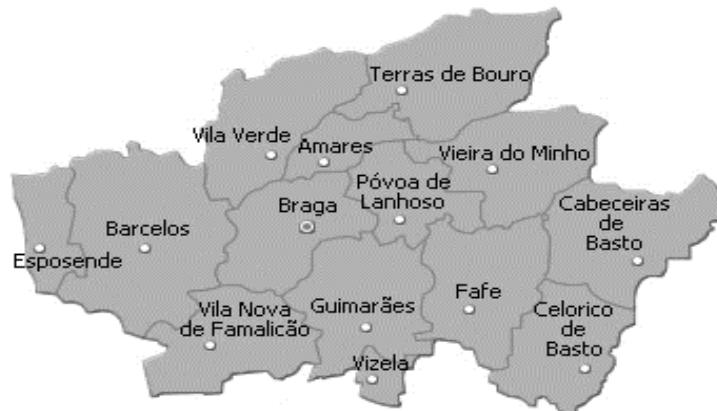 Terras de Bouro
Vila Verde
Amares
Vieira do Minho
Póvoa de
Lanhoso
Cabeceiras
de
Basto
Braga
Barcelos
Esposende
Vila Nova
de Famalicão
Guimarães
Fafe
Celorico
de
Basto
Vizela